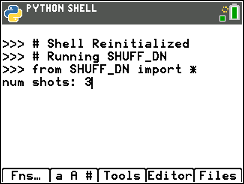 PYTHON SHELL
>>> # Shell Reinitialized
>>> # Running SHUFF_DN
>>> from SHUFF_DN import *
num shots: 3
Fns… a A # Tools Editor Files